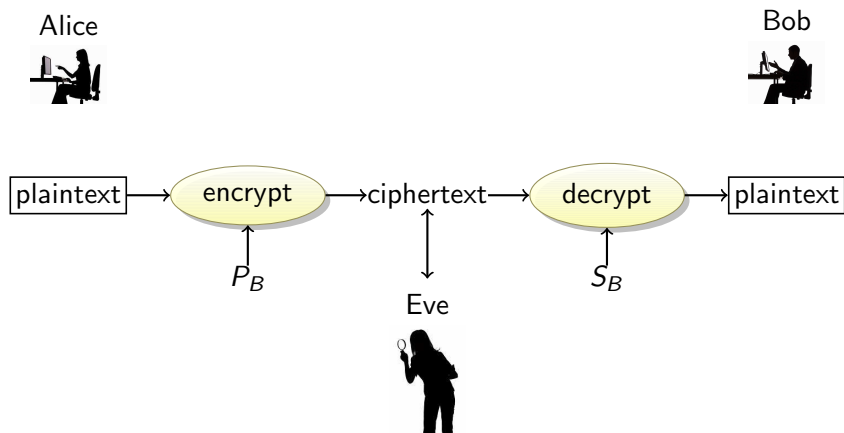 Alice
Bob
plaintext
encrypt
ciphertext
decrypt
plaintext
P_B
S_B
Eve